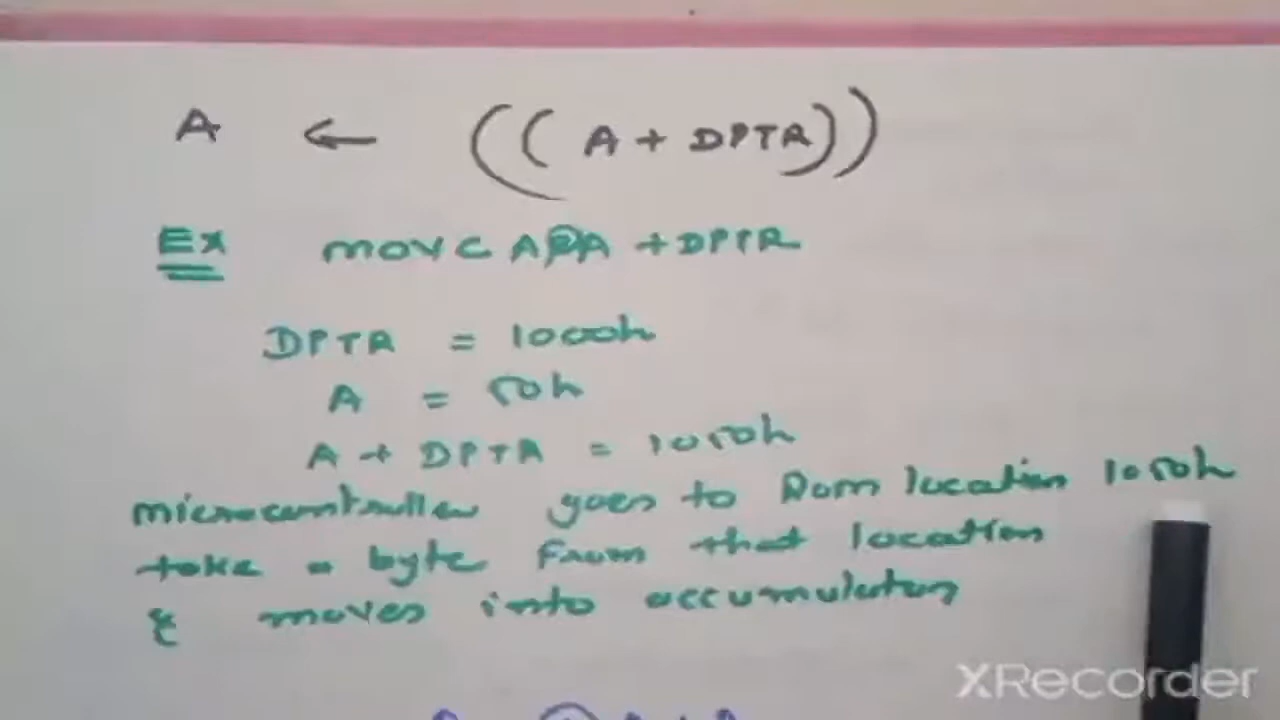 A ← ((A + DPTR))
Ex MOVC A@A +DPTR
DPTR = 1000h
A = 50h
A + DPTR = 1050h
microcontroller goes to Rom location 1050h
take a byte from that location
& moves into accumulator
XRecorder